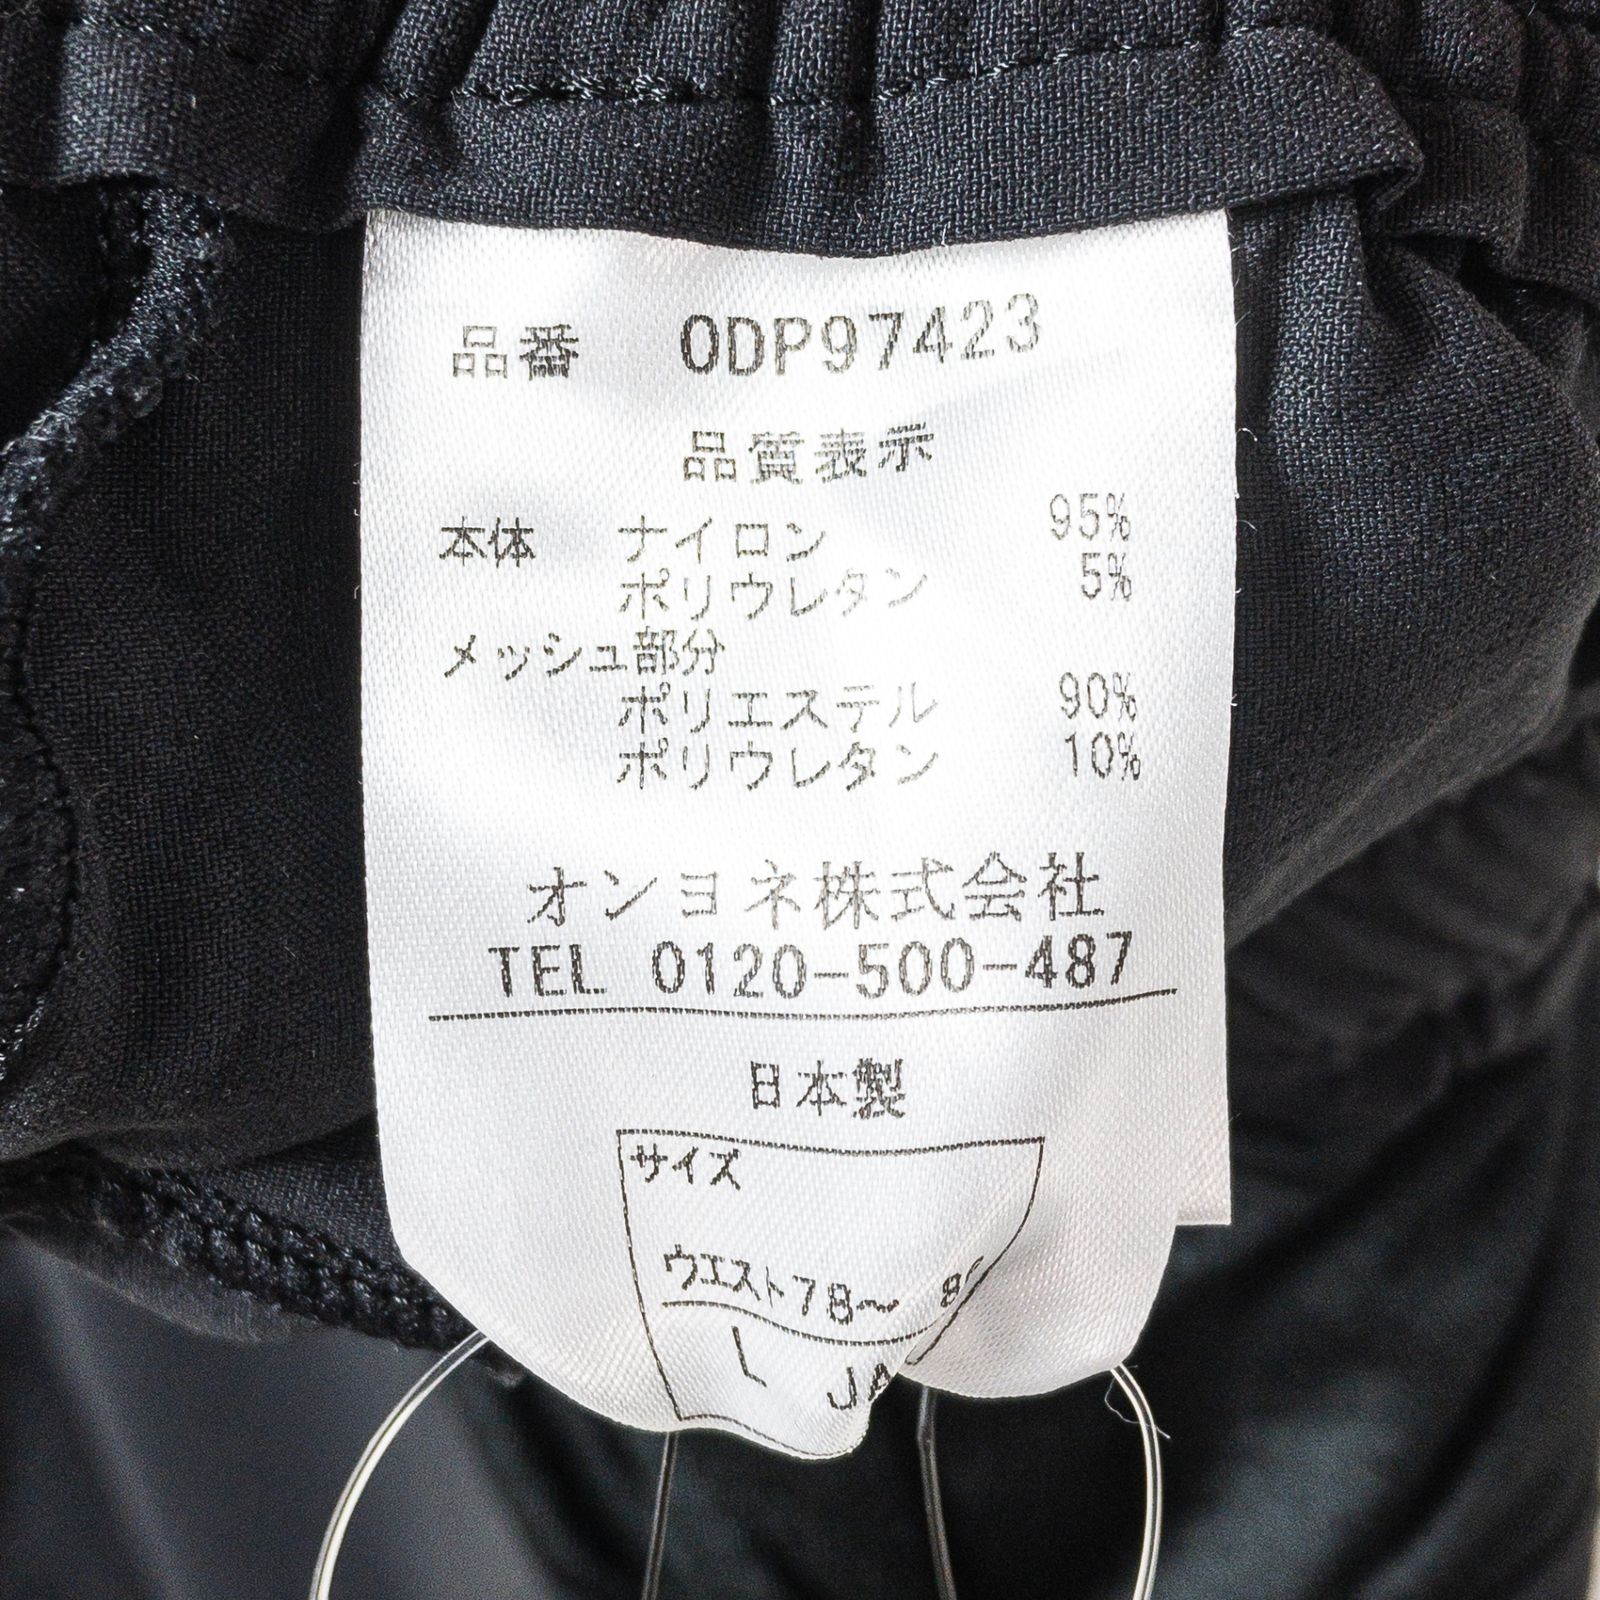 品番 ODP97423
品質表示
本体 ナイロン 95%
ポリウレタン 5%
メッシュ部分
ポリエステル 90%
ポリウレタン 10%
オンヨネ株式会社
TEL 0120-500-487
日本製
サイズ
ウエスト78〜
L